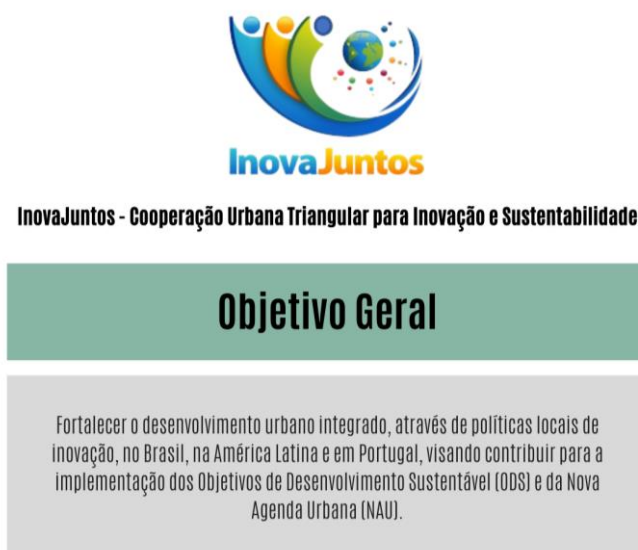 InovaJuntos
InovaJuntos - Cooperação Urbana Triangular para Inovação e Sustentabilidade
Objetivo Geral
Fortalecer o desenvolvimento urbano integrado, através de políticas locais de
inovação, no Brasil, na América Latina e em Portugal, visando contribuir para a
implementação dos Objetivos de Desenvolvimento Sustentável (ODS) e da Nova
Agenda Urbana (NAU).